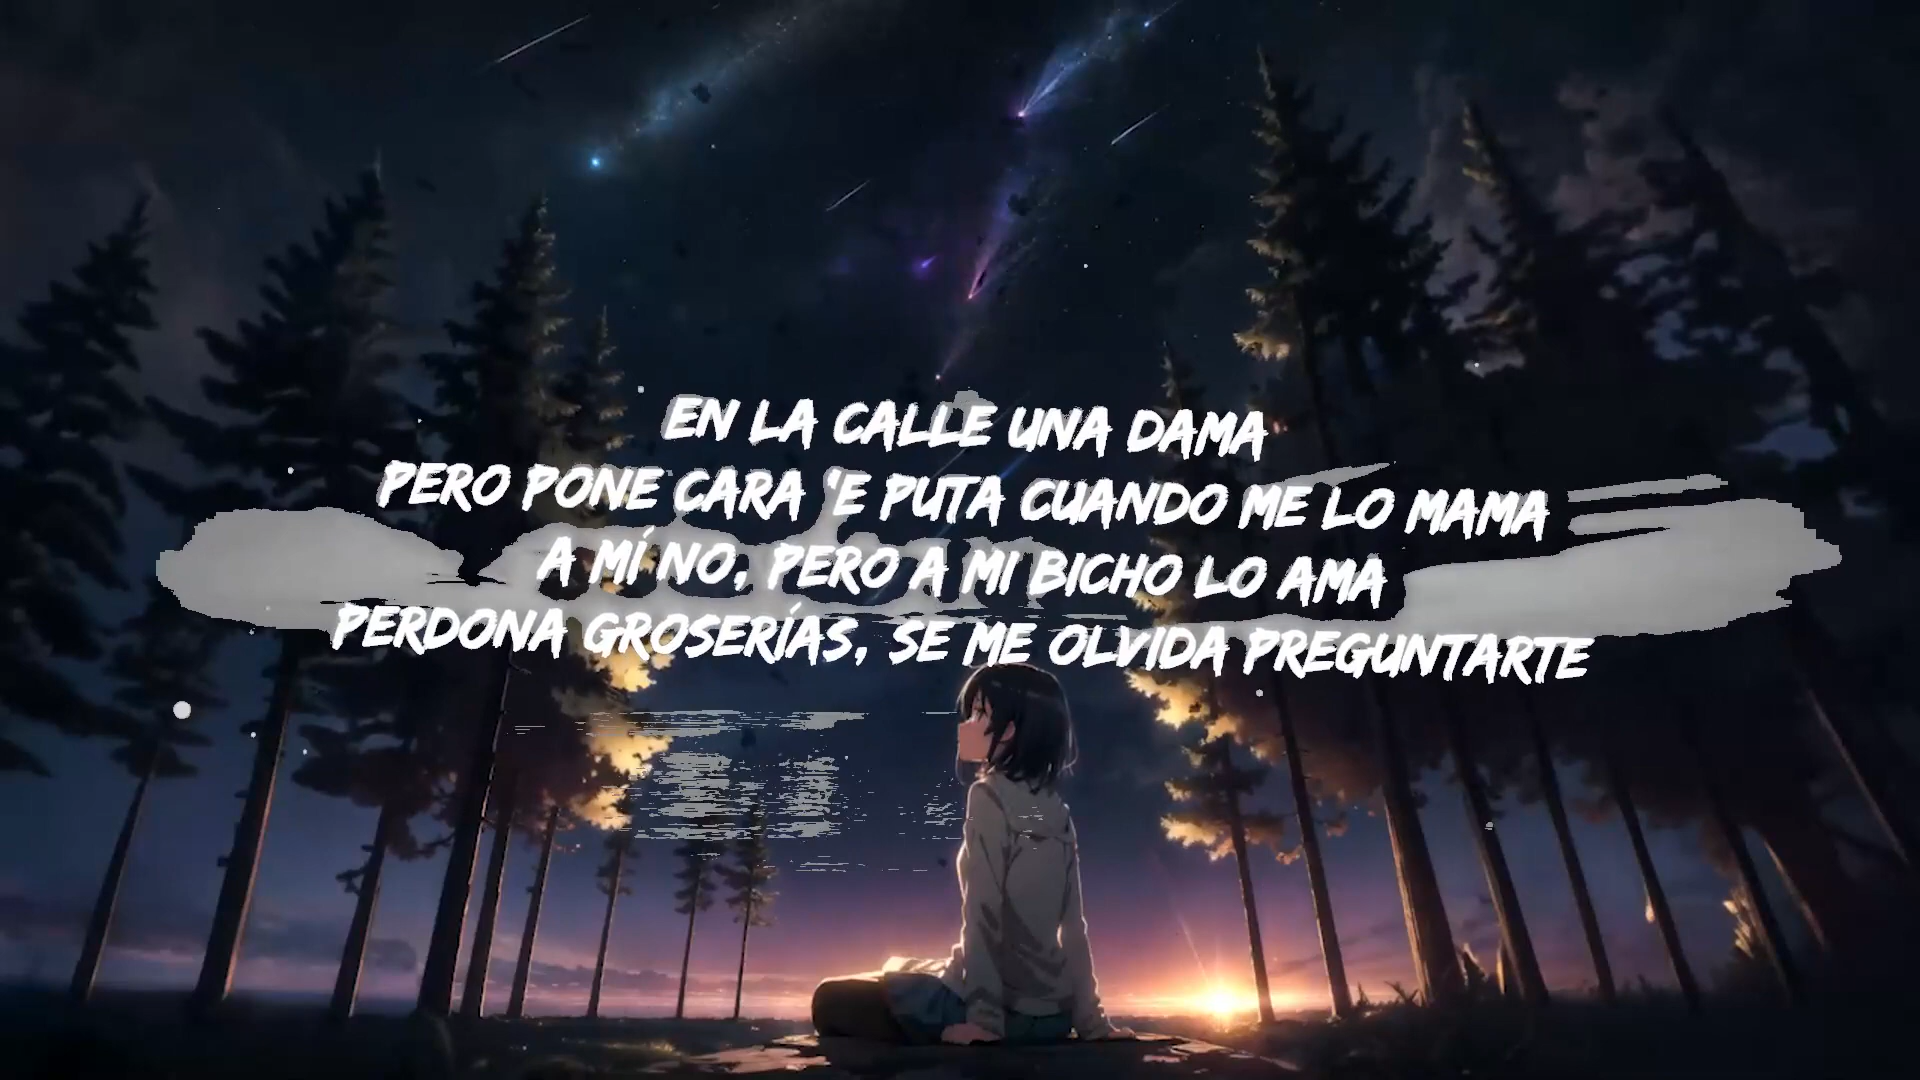 EN LA CALLE UNA DAMA
PERO PONE CARA 'E PUTA CUANDO ME LO MAMA
A MÍ NO, PERO A MI BICHO LO AMA
PERDONA GROSERÍAS, SE ME OLVIDA PREGUNTARTE